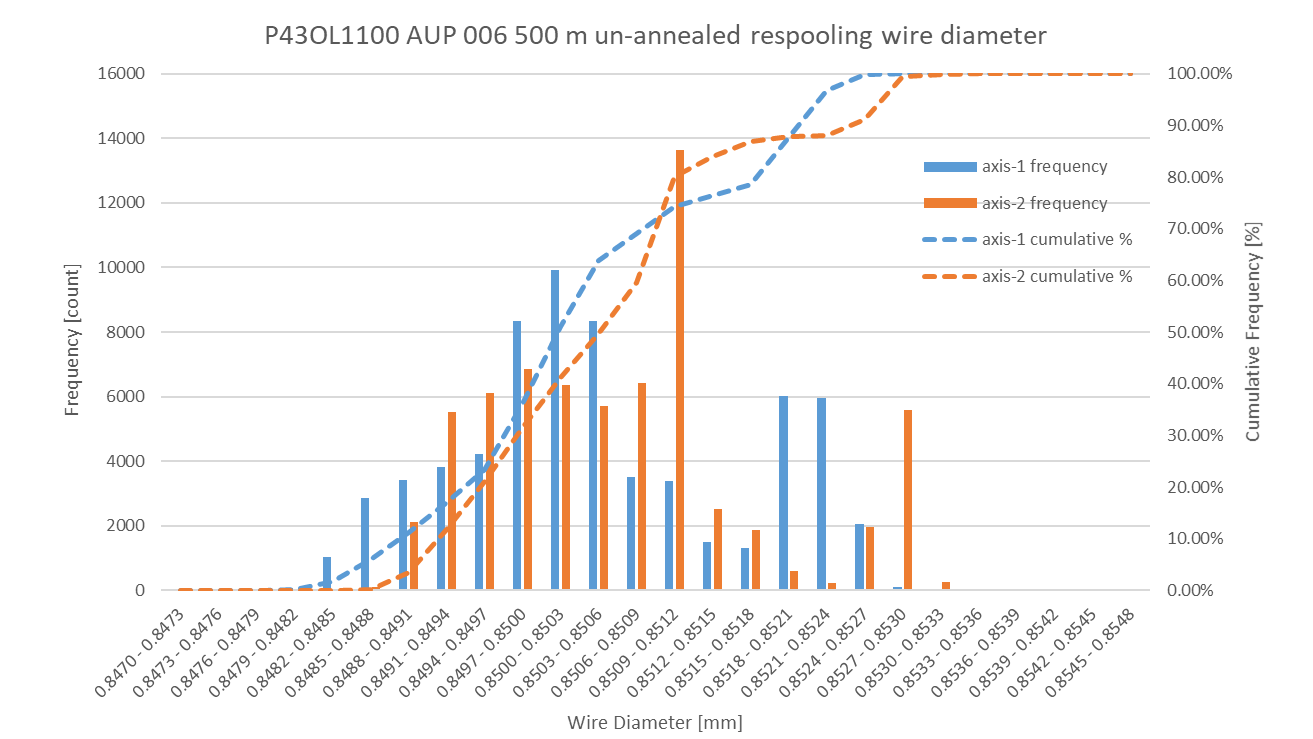 P43OL1100 AUP 006 500 m un-annealed respooling wire diameter
16000
14000
12000
10000
8000
6000
4000
2000
0
Frequency [count]
100.00%
90.00%
80.00%
70.00%
60.00%
50.00%
40.00%
30.00%
20.00%
10.00%
0.00%
Cumulative Frequency [%]
axis-1 frequency
axis-2 frequency
axis-1 cumulative %
axis-2 cumulative %
0.8470 - 0.8473
0.8473 - 0.8476
0.8476 - 0.8479
0.8479 - 0.8482
0.8482 - 0.8485
0.8485 - 0.8488
0.8488 - 0.8491
0.8491 - 0.8494
0.8494 - 0.8497
0.8497 - 0.8500
0.8500 - 0.8503
0.8503 - 0.8506
0.8506 - 0.8509
0.8509 - 0.8512
0.8512 - 0.8515
0.8515 - 0.8518
0.8518 - 0.8521
0.8521 - 0.8524
0.8524 - 0.8527
0.8527 - 0.8530
0.8530 - 0.8533
0.8533 - 0.8536
0.8536 - 0.8539
0.8539 - 0.8542
0.8542 - 0.8545
0.8545 - 0.8548
Wire Diameter [mm]